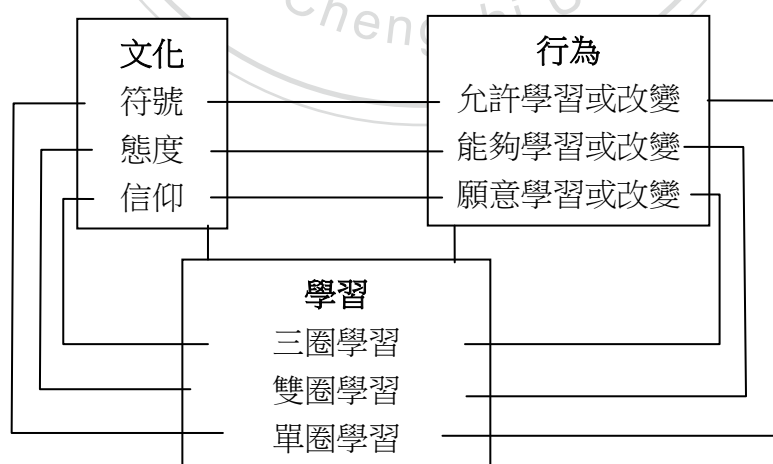 Chengchi U
文化
符號
態度
信仰
行為
允許學習或改變
能夠學習或改變
願意學習或改變
學習
三圈學習
雙圈學習
單圈學習